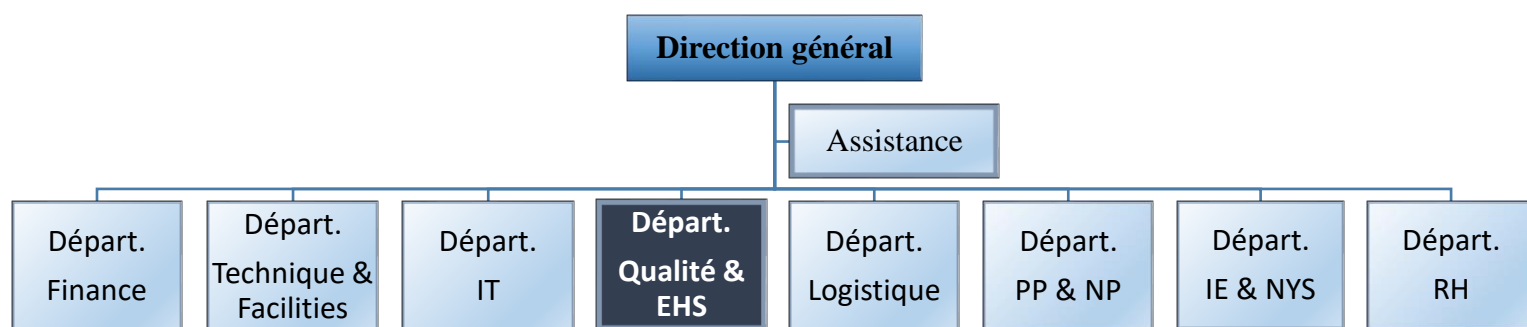 Direction général
Assistance
Départ.
Finance
Départ.
Technique &
Facilities
Départ.
IT
Départ.
Qualité &
EHS
Départ.
Logistique
Départ.
PP & NP
Départ.
IE & NYS
Départ.
RH